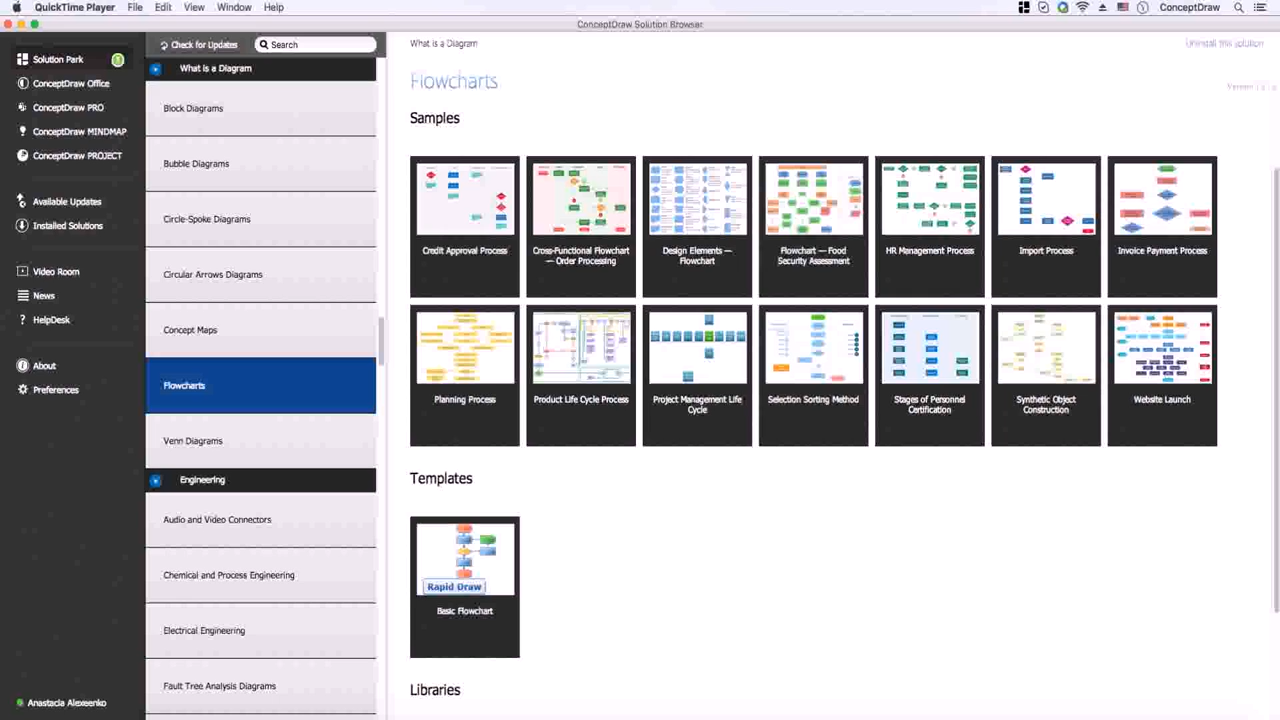 QuickTime Player File Edit View Window Help
ConceptDraw
ConceptDraw Solution Browser
Solution Park
ConceptDraw Office
ConceptDraw PRO
ConceptDraw MINDMAP
ConceptDraw PROJECT
Available Updates
Installed Solutions
Video Room
News
HelpDesk
About
Preferences
Anastacia Alexeenko
Check for Updates
Search
What is a Diagram
Block Diagrams
Bubble Diagrams
Circle-Spoke Diagrams
Circular Arrows Diagrams
Concept Maps
Flowcharts
Venn Diagrams
Engineering
Audio and Video Connectors
Chemical and Process Engineering
Electrical Engineering
Fault Tree Analysis Diagrams
What is a Diagram
Uninstall this solution
Flowcharts
Samples
Credit Approval Process
Cross-Functional Flowchart
— Order Processing
Design Elements —
Flowchart
Flowchart — Food
Security Assessment
HR Management Process
Import Process
Invoice Payment Process
Planning Process
Product Life Cycle Process
Project Management Life
Cycle
Selection Sorting Method
Stages of Personnel
Certification
Synthetic Object
Construction
Website Launch
Templates
Rapid Draw
Basic Flowchart
Libraries